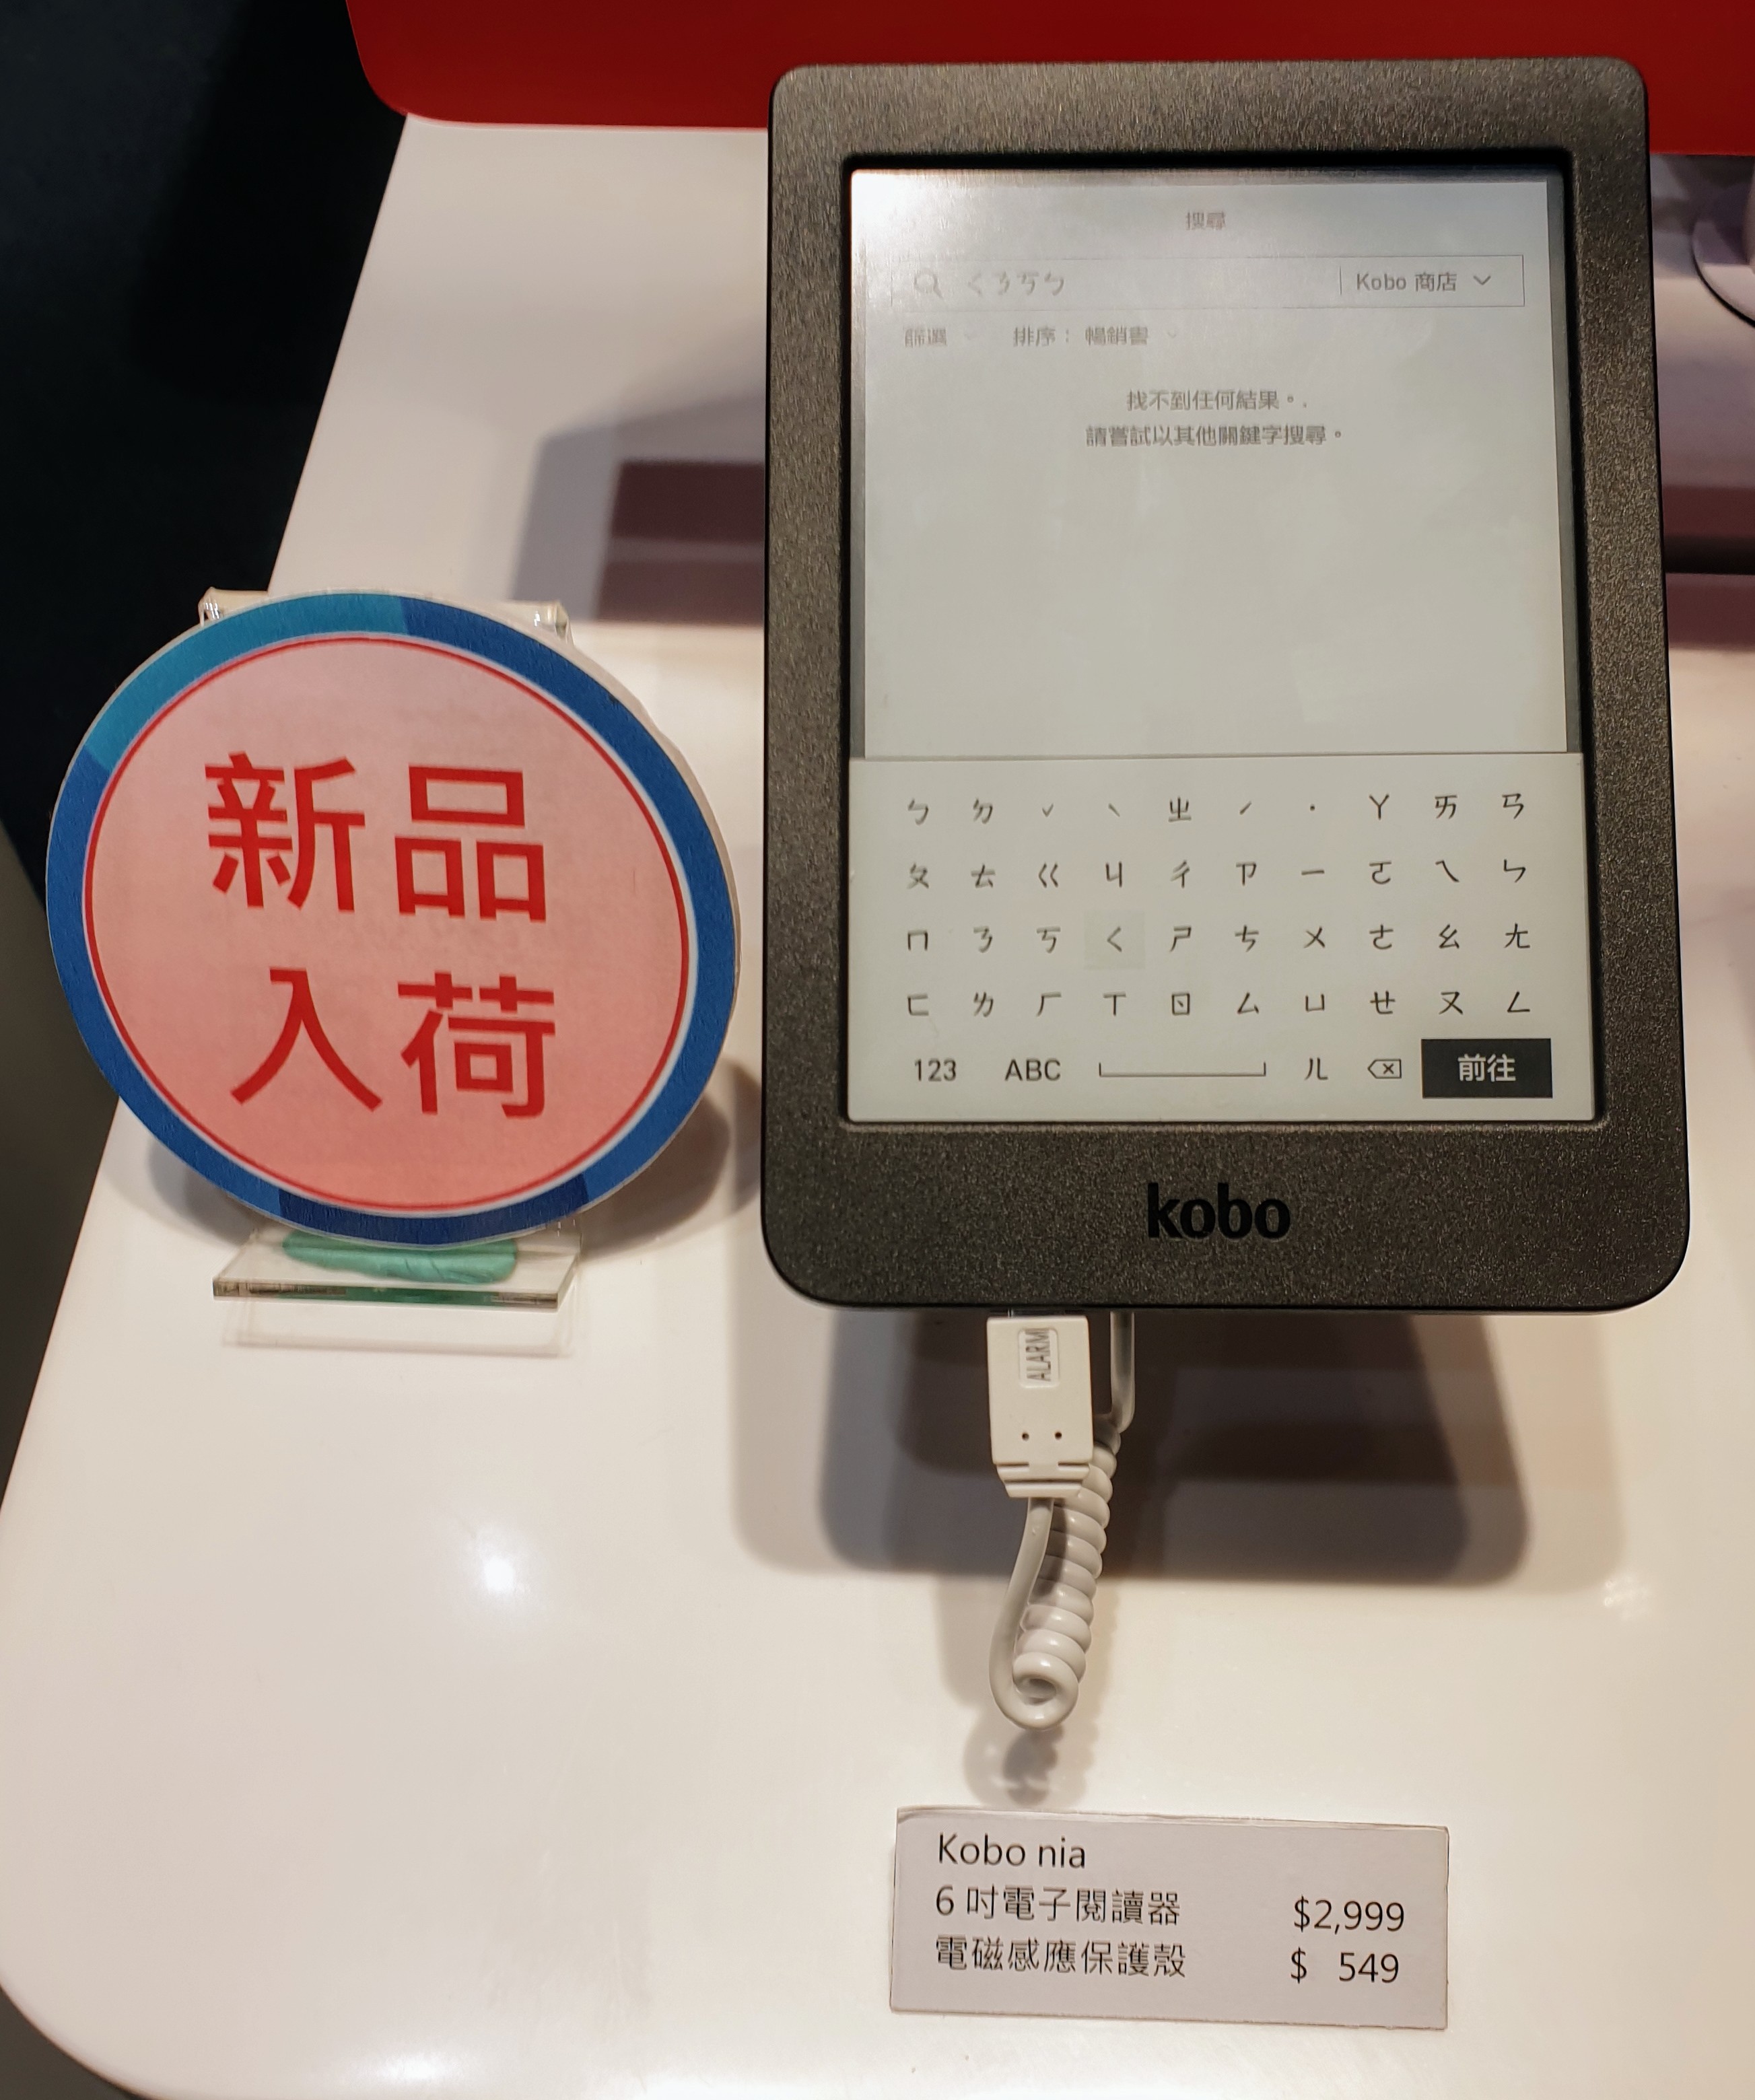 新品
入荷
搜尋
ㄑㄋㄎㄅ
Kobo 商店
篩選
排序： 暢銷書
找不到任何結果。
請嘗試以其他關鍵字搜尋。
ㄅ ㄉ ˇ ˋ ㄓ ˊ ˙ ㄚ ㄞ ㄢ
ㄆ ㄊ ㄍ ㄐ ㄔ ㄗ ㄧ ㄛ ㄟ ㄣ
ㄇ ㄋ ㄎ ㄑ ㄕ ㄘ ㄨ ㄜ ㄠ ㄤ
ㄈ ㄌ ㄏ ㄒ ㄖ ㄙ ㄩ ㄝ ㄡ ㄥ
123 ABC ㄦ 前往
kobo
ALARM
Kobo nia
6 吋電子閱讀器 $2,999
電磁感應保護殼 $ 549